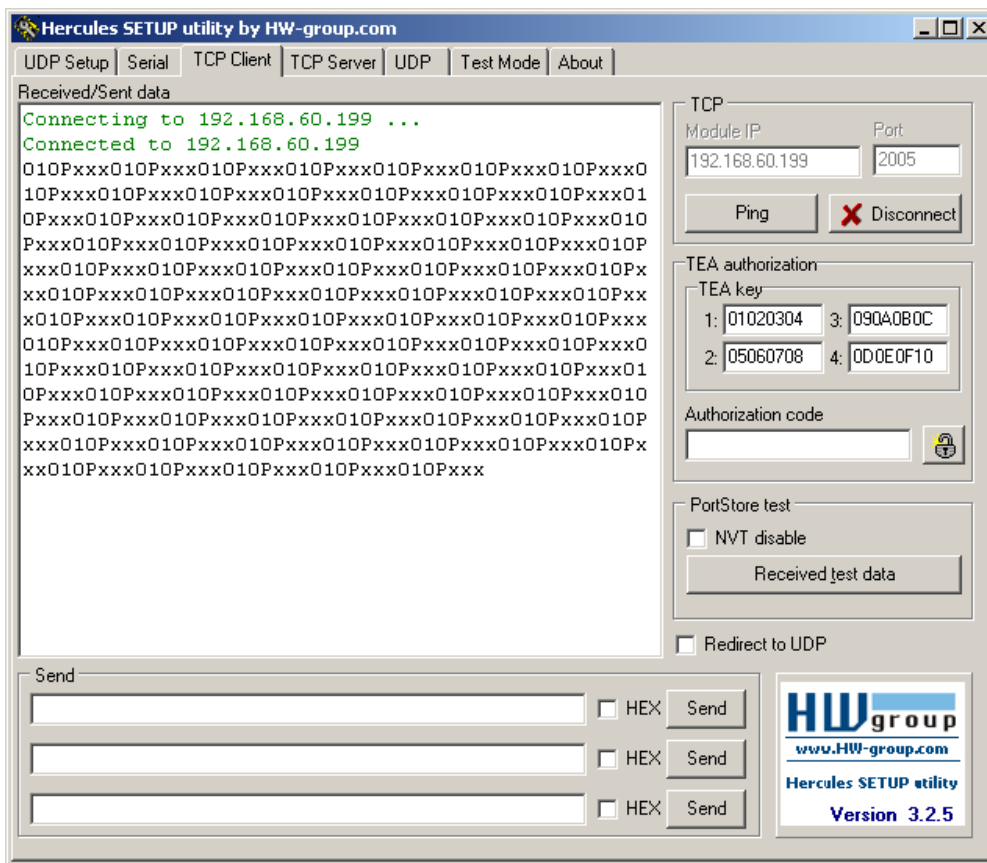 Hercules SETUP utility by HW-group.com
UDP Setup Serial TCP Client TCP Server UDP Test Mode About
Received/Sent data
Connecting to 192.168.60.199 ...
Connected to 192.168.60.199
010Pxxx010Pxxx010Pxxx010Pxxx010Pxxx010Pxxx010Pxxx0
10Pxxx010Pxxx010Pxxx010Pxxx010Pxxx010Pxxx010Pxxx01
0Pxxx010Pxxx010Pxxx010Pxxx010Pxxx010Pxxx010Pxxx010
Pxxx010Pxxx010Pxxx010Pxxx010Pxxx010Pxxx010Pxxx010P
xxx010Pxxx010Pxxx010Pxxx010Pxxx010Pxxx010Pxxx010Px
xx010Pxxx010Pxxx010Pxxx010Pxxx010Pxxx010Pxxx010Pxx
x010Pxxx010Pxxx010Pxxx010Pxxx010Pxxx010Pxxx010Pxxx
010Pxxx010Pxxx010Pxxx010Pxxx010Pxxx010Pxxx010Pxxx0
10Pxxx010Pxxx010Pxxx010Pxxx010Pxxx010Pxxx010Pxxx01
0Pxxx010Pxxx010Pxxx010Pxxx010Pxxx010Pxxx010Pxxx010
Pxxx010Pxxx010Pxxx010Pxxx010Pxxx010Pxxx010Pxxx010P
xxx010Pxxx010Pxxx010Pxxx010Pxxx010Pxxx010Pxxx010Px
xx010Pxxx010Pxxx010Pxxx010Pxxx010Pxxx
TCP
Module IP Port
192.168.60.199 2005
Ping Disconnect
TEA authorization
TEA key
1: 01020304 3: 090A0B0C
2: 05060708 4: 0D0E0F10
Authorization code
PortStore test
NVT disable
Received test data
Redirect to UDP
Send
HEX Send
HEX Send
HEX Send
HW group
www.HW-group.com
Hercules SETUP utility
Version 3.2.5